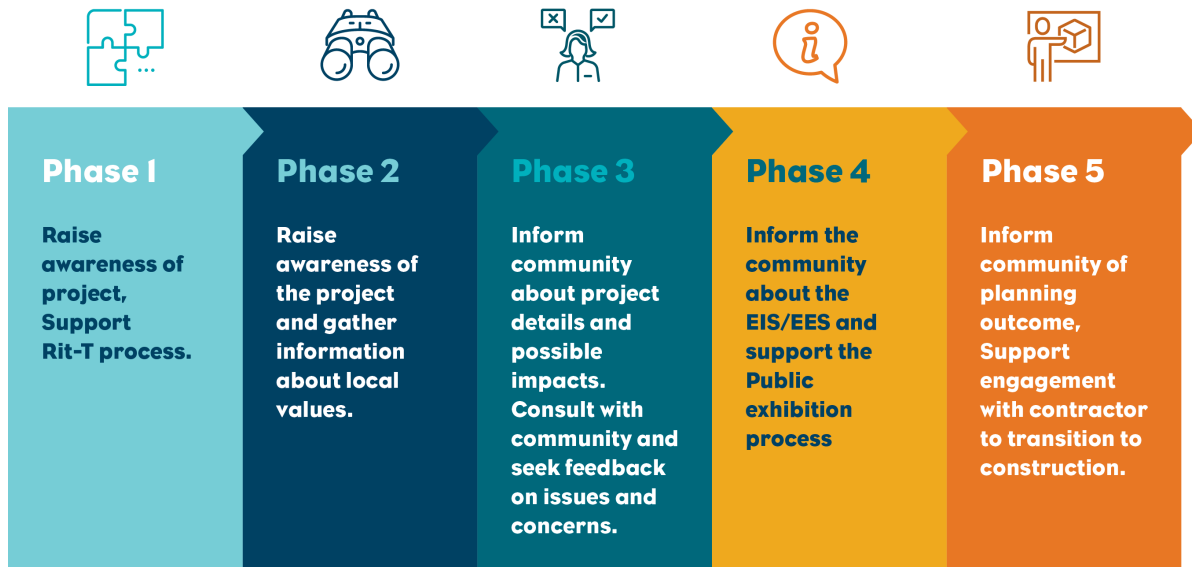 Phase 1
Raise
awareness of
project,
Support
Rit-T process.
Phase 2
Raise
awareness of
the project
and gather
information
about local
values.
Phase 3
Inform
community
about project
details and
possible
impacts.
Consult with
community and
seek feedback
on issues and
concerns.
Phase 4
Inform the
community
about the
EIS/EES and
support the
Public
exhibition
process
Phase 5
Inform
community of
planning
outcome,
Support
engagement
with contractor
to transition to
construction.